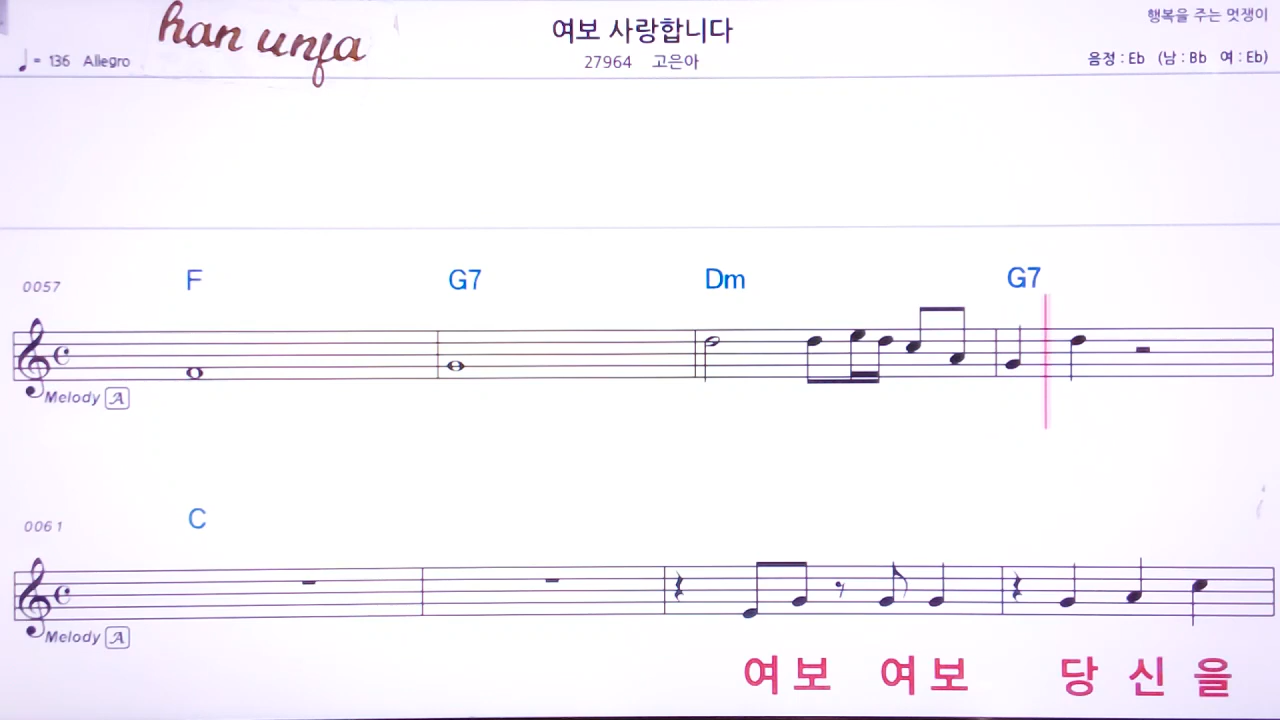 han unfa
여보 사랑합니다
행복을 주는 멋쟁이
♩ = 136 Allegro
27964 고은아
음정 : Eb (남 : Bb 여 : Eb)
0057
F G7 Dm G7
Melody A
0061
C
Melody A
여보 여보 당신을